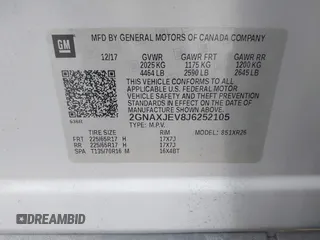 GM
MFD BY GENERAL MOTORS OF CANADA COMPANY
12/17 GVWR GAWR FRT GAWR RR
2025 KG 1175 KG 1200 KG
4464 LB 2590 LB 2645 LB
THIS VEHICLE CONFORMS TO ALL
APPLICABLE U.S. FEDERAL MOTOR
VEHICLE SAFETY, BUMPER, AND
THEFT PREVENTION STANDARDS
IN EFFECT ON THE DATE OF
MANUFACTURE SHOWN ABOVE.
2GNAXJEV8J6252105
TYPE: M.P.V. MODEL: BS1XR26
TIRE SIZE RIM
FRT 225/65R17 H 17X7J
RR 225/65R17 H 17X7J
SPA T135/70R16 M 16X4BT
DREAMBID